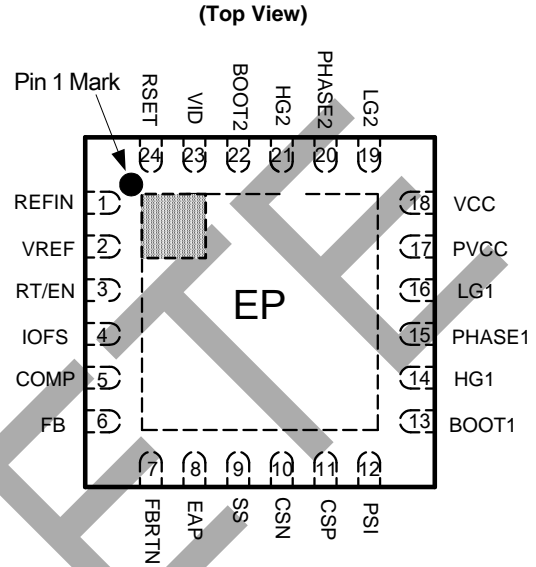 (Top View)
Pin 1 Mark
RSET
VID
BOOT2
HG2
PHASE2
LG2
24
23
22
21
20
19
REFIN 1
VREF 2
RT/EN 3
IOFS 4
COMP 5
FB 6
EP
18 VCC
17 PVCC
16 LG1
15 PHASE1
14 HG1
13 BOOT1
7
8
9
10
11
12
FBRTN
EAP
SS
CSN
CSP
PSI